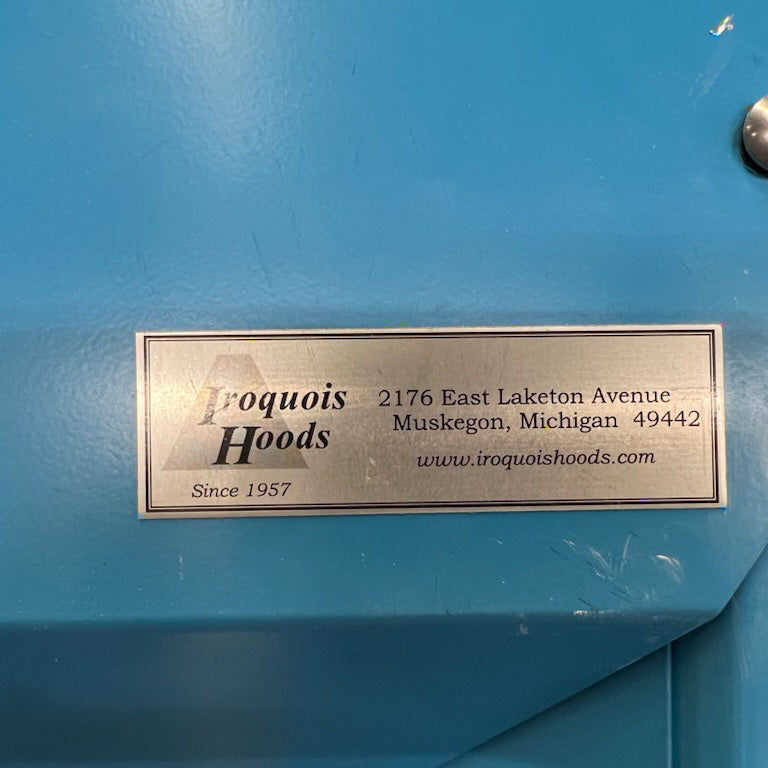 Iroquois
Hoods
Since 1957
2176 East Laketon Avenue
Muskegon, Michigan 49442
www.iroquoishoods.com